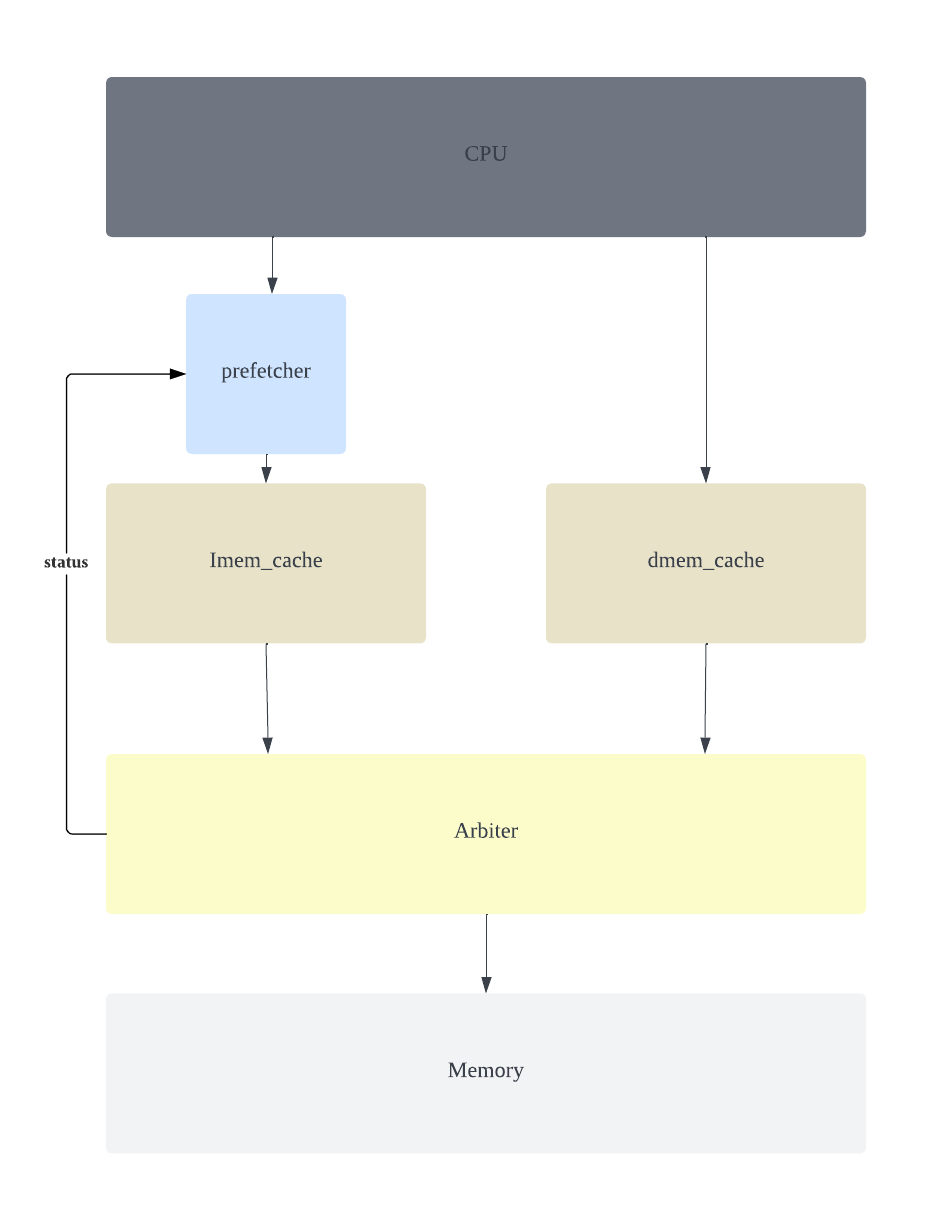 CPU
prefetcher
status
Imem_cache
dmem_cache
Arbiter
Memory